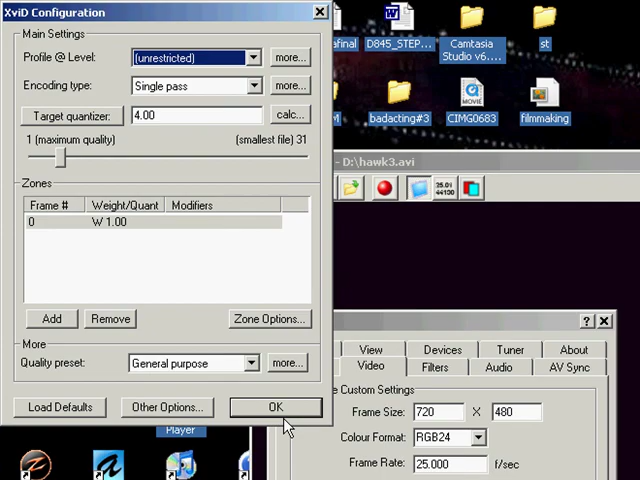 XviD Configuration
Main Settings
Profile @ Level: (unrestricted) more...
Encoding type: Single pass more...
Target quantizer: 4.00 calc...
1 (maximum quality) (smallest file) 31
Zones
Frame # Weight/Quant Modifiers
0 W 1.00
Add Remove Zone Options...
More
Quality preset: General purpose more...
Load Defaults Other Options... OK
Player
afinal D845_STEP... Camtasia Studio v6.... st
badacting#3 MOVIE CIMG0683 filmmaking
- D:\hawk3.avi
25.01
44100
View Devices Tuner About
Video Filters Audio AV Sync
e Custom Settings
Frame Size: 720 X 480
Colour Format: RGB24
Frame Rate: 25.000 f/sec